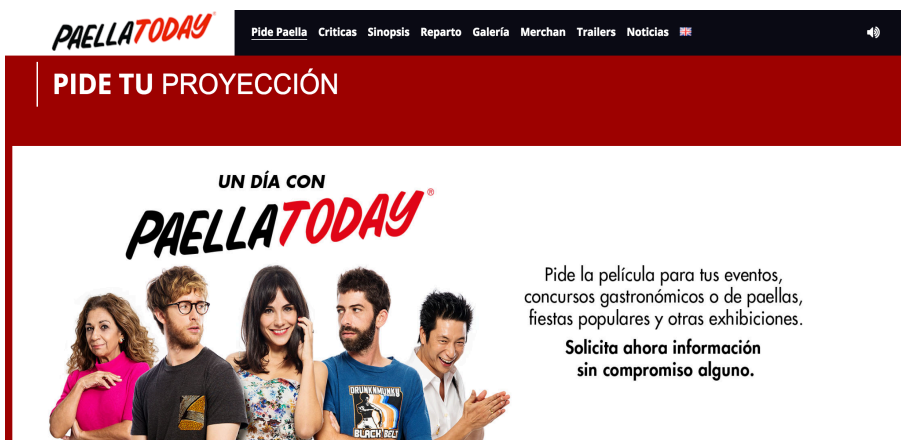 PAELLATODAY
Pide Paella Criticas Sinopsis Reparto Galería Merchan Trailers Noticias
PIDE TU PROYECCIÓN
UN DÍA CON
PAELLATODAY®
Pide la película para tus eventos,
concursos gastronómicos o de paellas,
fiestas populares y otras exhibiciones.
Solicita ahora información
sin compromiso alguno.
DRUNKNMUNKY
BLACK BELT